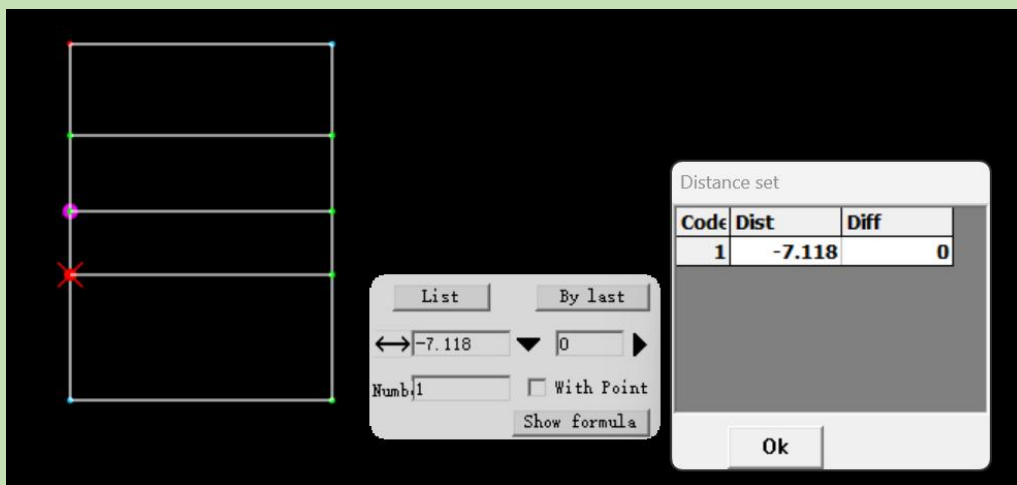 Distance set
Code Dist Diff
1 -7.118 0
List By last
-7.118 0
Numb 1 With Point
Show formula
Ok